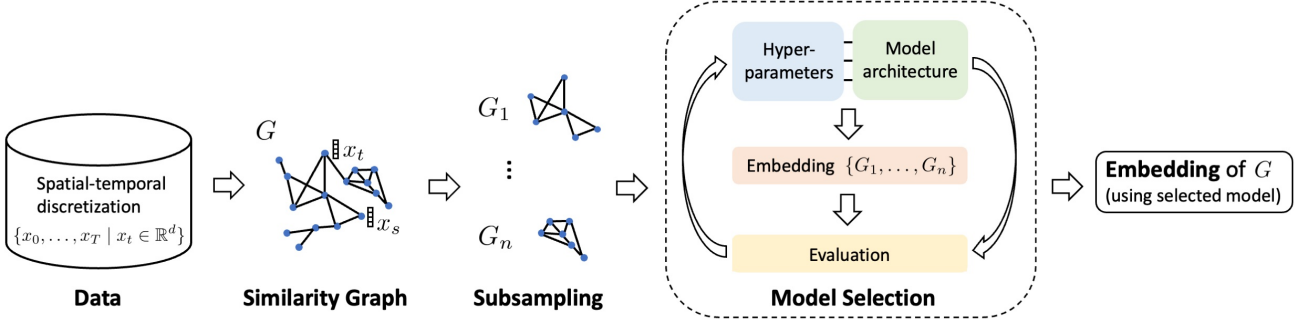 Spatial-temporal
discretization
{x_0, . . . , x_T | x_t ∈ ℝ^d}
Data
G
x_t
x_s
Similarity Graph
G_1
...
G_n
Subsampling
Hyper-
parameters
Model
architecture
Embedding {G_1, . . . , G_n}
Evaluation
Model Selection
Embedding of G
(using selected model)